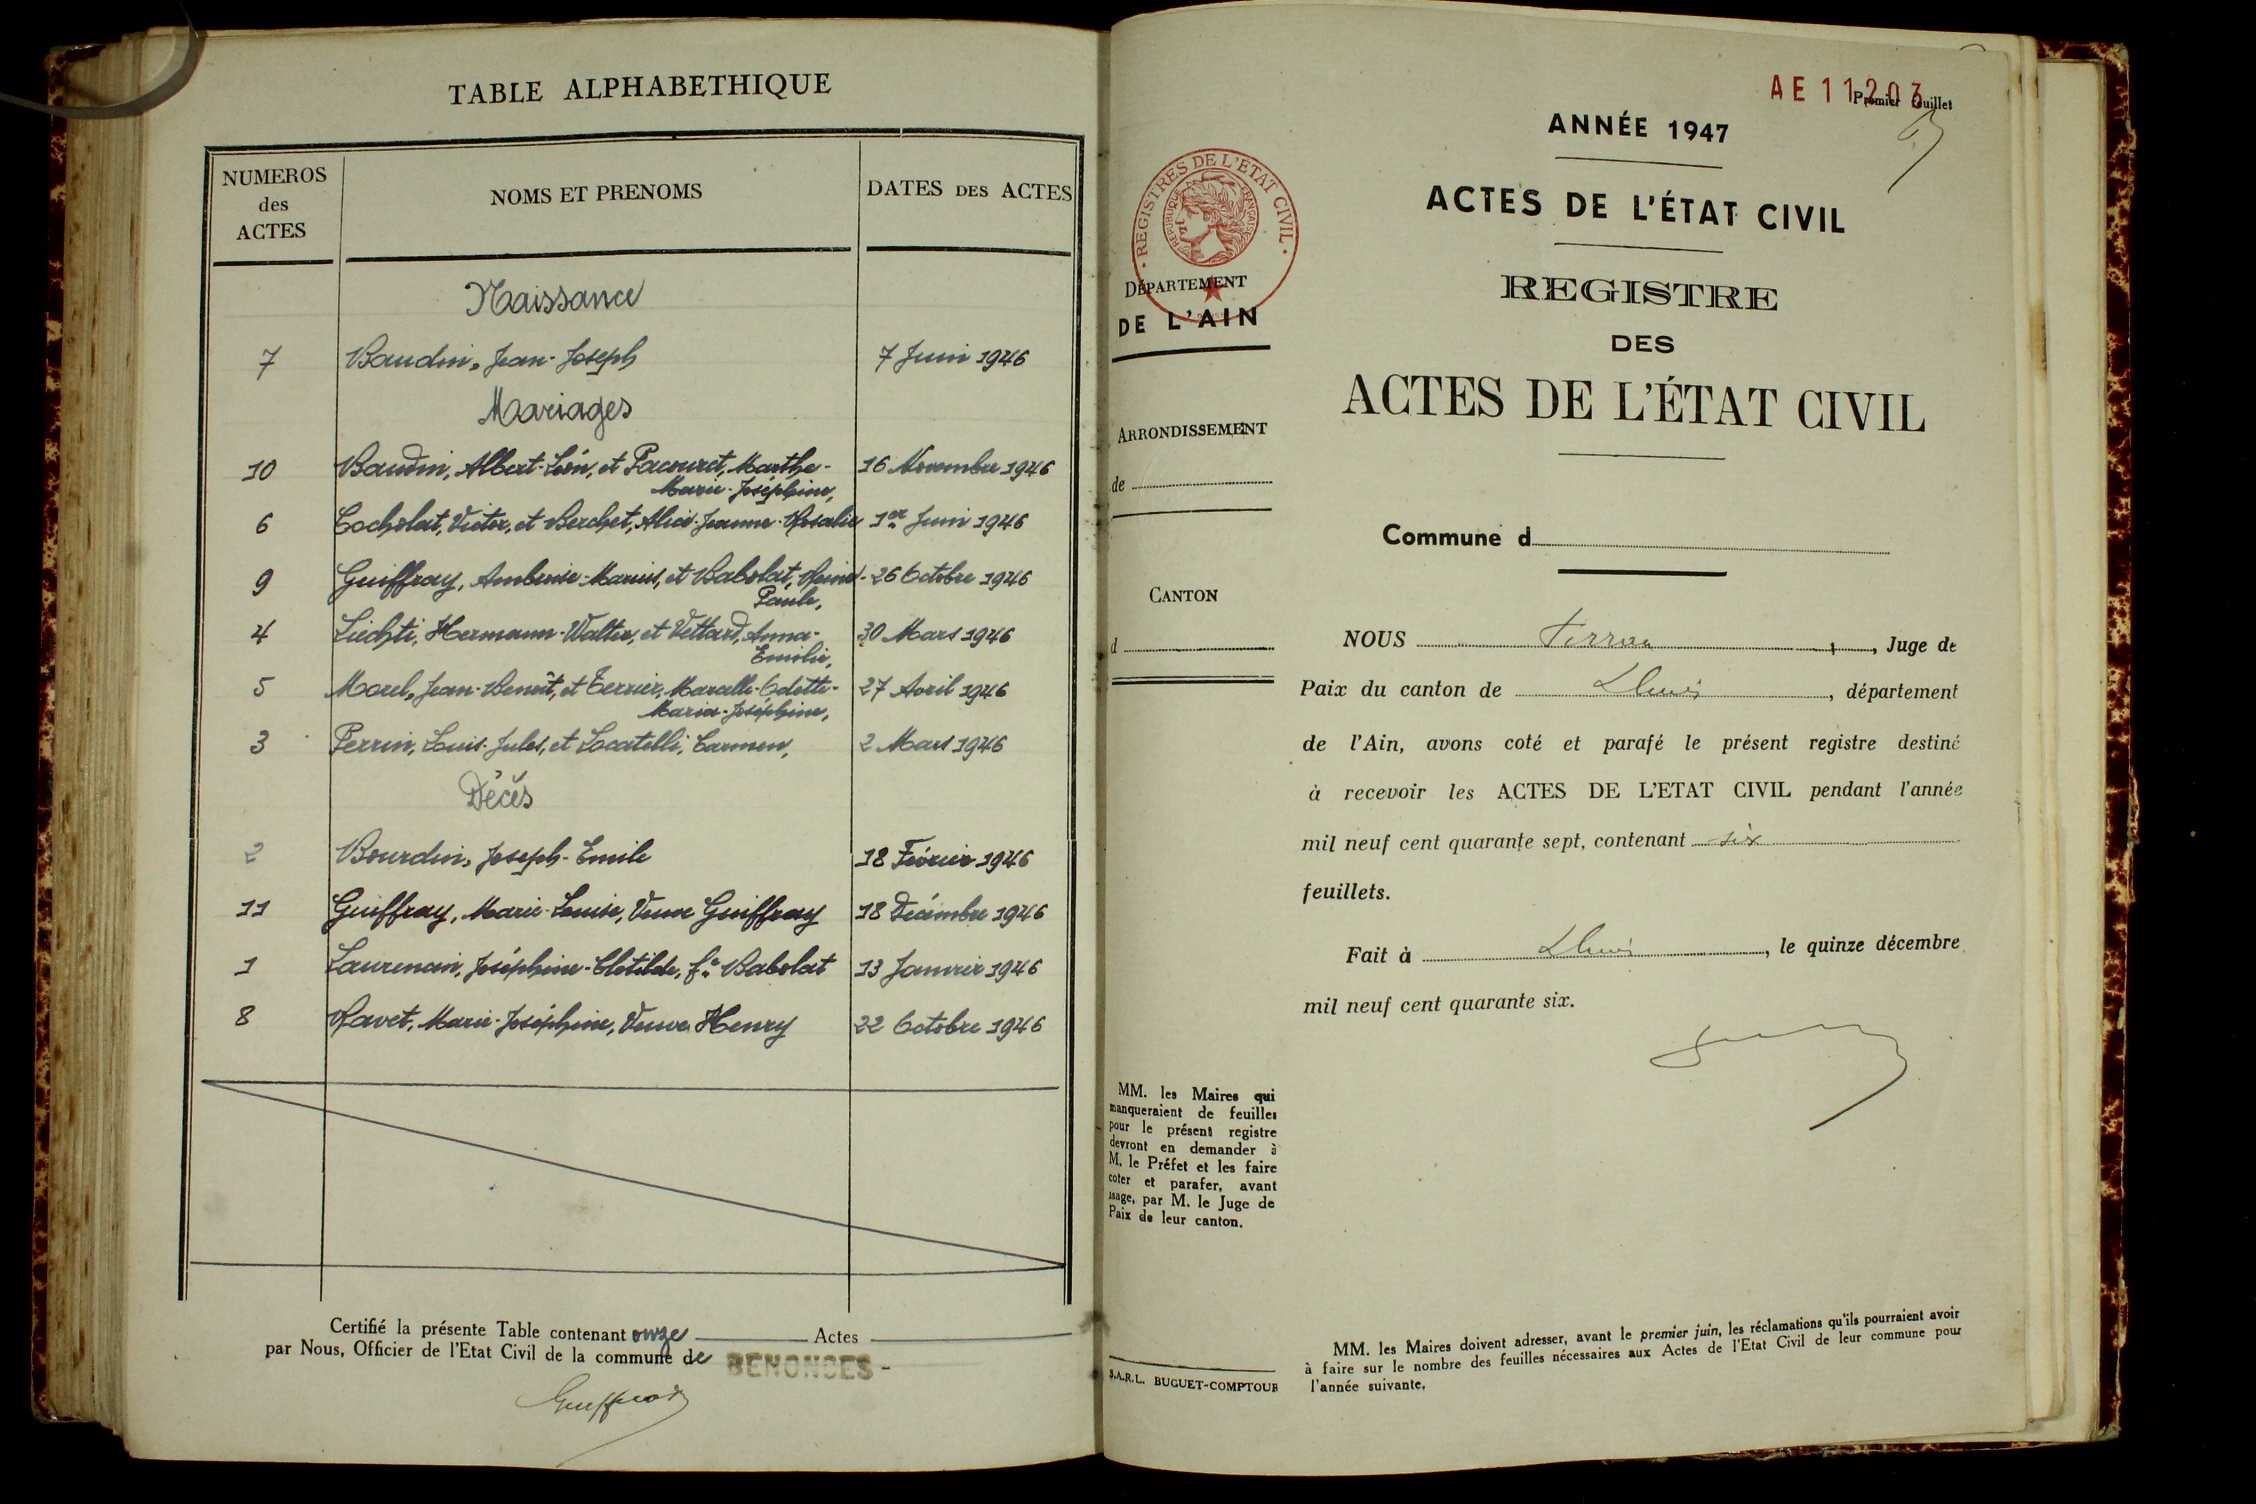 TABLE ALPHABETHIQUE
NUMEROS des ACTES
NOMS ET PRENOMS
DATES DES ACTES
Naissance
7 Baudin, Jean-Joseph 7 Juin 1946
Mariages
10 Baudin, Albert-Léon, et Pacouret, Marthe- 16 Novembre 1946
Marie-Joséphine,
6 Cochelat, Victor, et Berchet, Alice-Jeanne-Rosalie 1er Juin 1946
9 Guiffray, Ambroise-Marius, et Babolat, 26 Octobre 1946
Paule,
4 Liechti, Hermann-Walter, et Vettard, Anna- 30 Mars 1946
Emilie,
5 Morel, Jean-Benoît, et Terrier, Marcelle-Odette- 27 Avril 1946
Maria-Joséphine,
3 Perrin, Louis-Jules, et Locatelli, Carmen, 2 Mars 1946
Décès
2 Bourdin, Joseph-Emile 18 Février 1946
11 Guiffray, Marie-Louise, Veuve Guiffray 18 Décembre 1946
1 Laurencin, Joséphine-Clotilde, fe Babolat 13 Janvier 1946
8 Ravet, Marie-Joséphine, Veuve Henry 22 Octobre 1946
Certifié la présente Table contenant onze Actes
par Nous, Officier de l'Etat Civil de la commune de BENONCES -
AE 11203
Premier feuillet
ANNÉE 1947
ACTES DE L'ÉTAT CIVIL
REGISTRE
DES
ACTES DE L'ÉTAT CIVIL
REGISTRES DE L'ETAT CIVIL
REPUBLIQUE FRANÇAISE
DÉPARTEMENT
DE L'AIN
ARRONDISSEMENT
de
CANTON
d
Commune d
NOUS , Juge de
Paix du canton de Lhuis , département
de l'Ain, avons coté et parafé le présent registre destiné
à recevoir les ACTES DE L'ETAT CIVIL pendant l'année
mil neuf cent quarante sept, contenant six
feuillets.
Fait à Lhuis , le quinze décembre
mil neuf cent quarante six.
MM. les Maires qui
manqueraient de feuilles
pour le présent registre
devront en demander à
M. le Préfet et les faire
coter et parafer, avant
usage, par M. le Juge de
Paix de leur canton.
S.A.R.L. BUGUET-COMPTOUR
MM. les Maires doivent adresser, avant le premier juin, les réclamations qu'ils pourraient avoir
à faire sur le nombre des feuilles nécessaires aux Actes de l'Etat Civil de leur commune pour
l'année suivante.